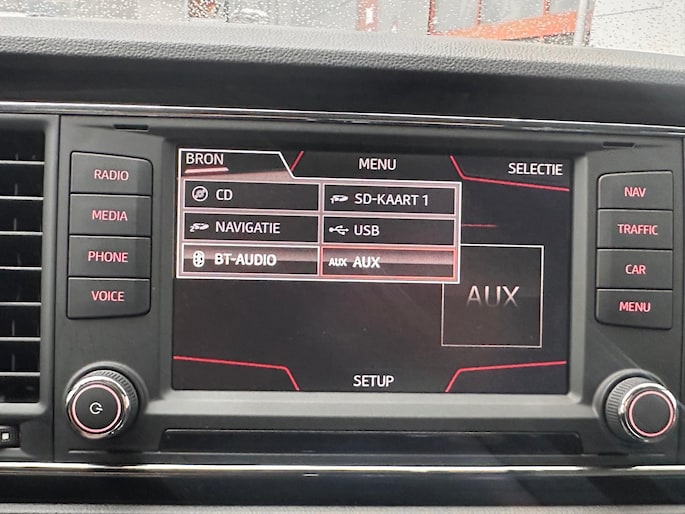 RADIO
MEDIA
PHONE
VOICE
BRON
MENU
SELECTIE
CD
SD-KAART 1
NAVIGATIE
USB
BT-AUDIO
AUX AUX
AUX
SETUP
NAV
TRAFFIC
CAR
MENU